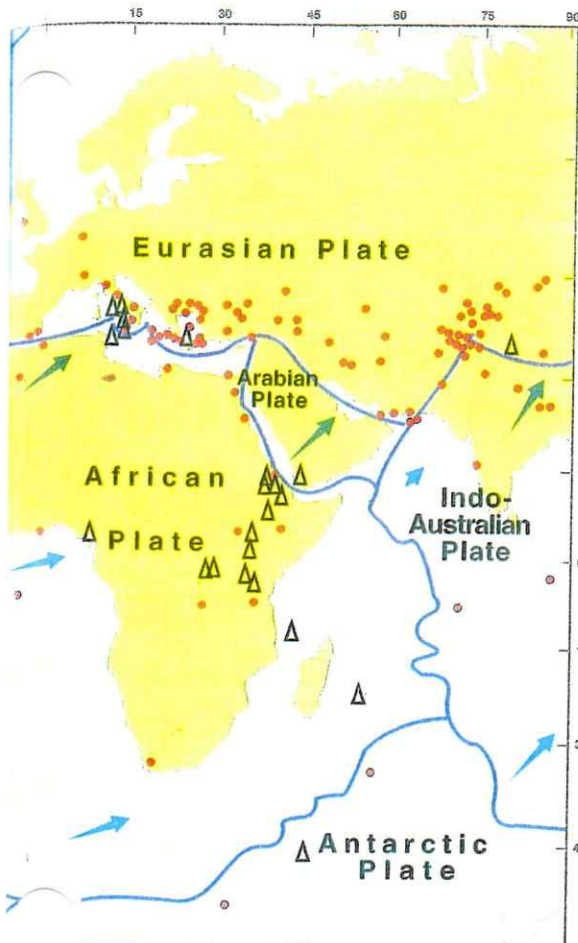 15 30 45 60 75 90
Eurasian Plate
Arabian
Plate
African
Plate
Indo-
Australian
Plate
Antarctic
Plate